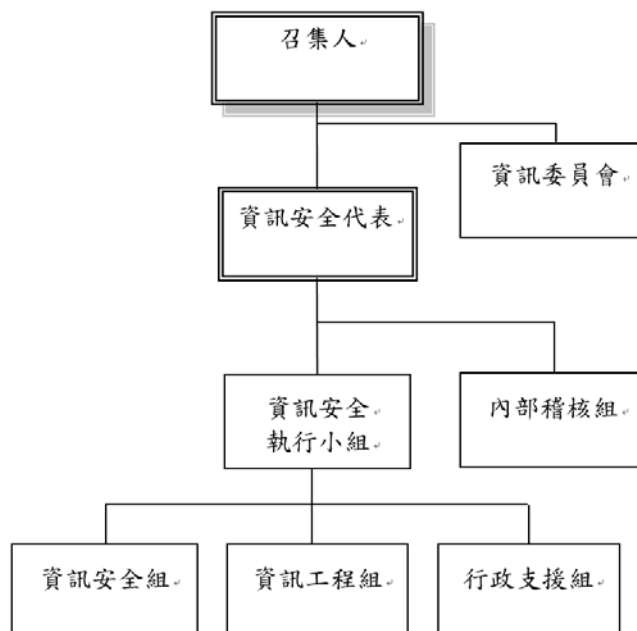 召集人
資訊委員會
資訊安全代表
資訊安全
執行小組
內部稽核組
資訊安全組
資訊工程組
行政支援組